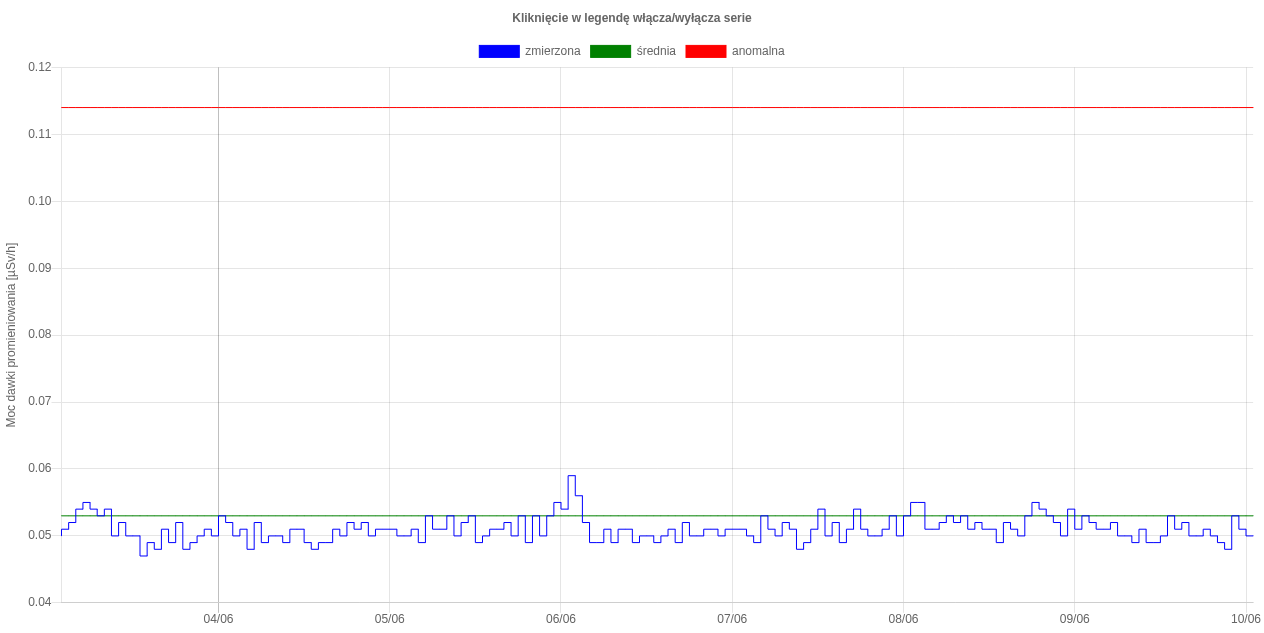 Kliknięcie w legendę włącza/wyłącza serie
zmierzona średnia anomalna
Moc dawki promieniowania [µSv/h]
0.12
0.11
0.10
0.09
0.08
0.07
0.06
0.05
0.04
04/06 05/06 06/06 07/06 08/06 09/06 10/06